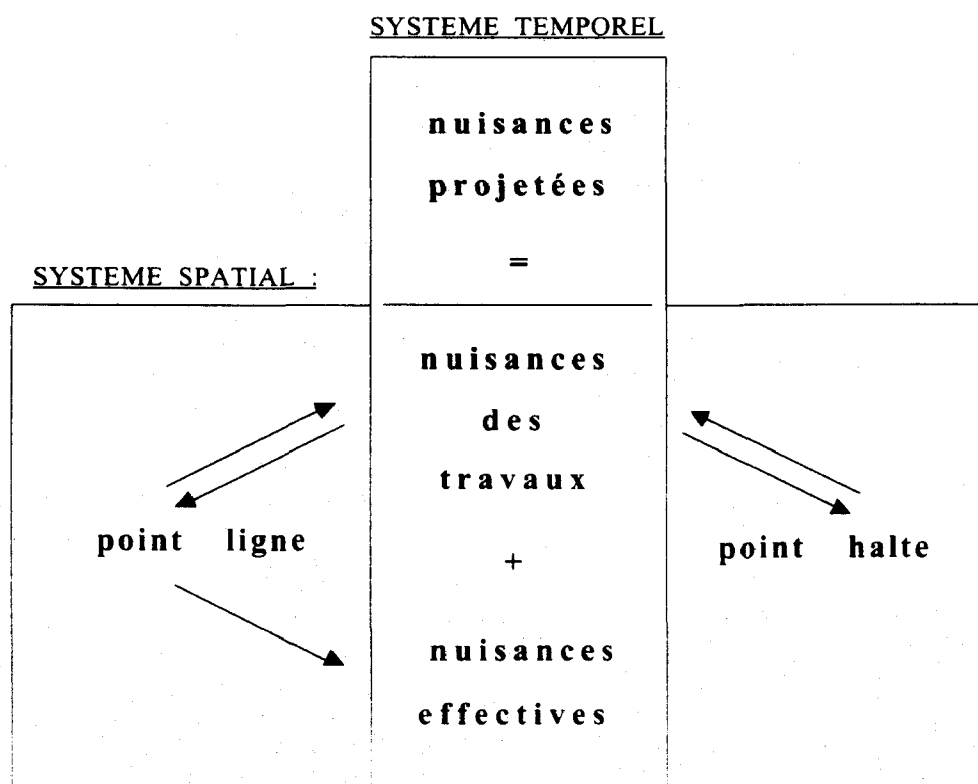 SYSTEME TEMPOREL
nuisances
projetées
=
SYSTEME SPATIAL :
nuisances
des
travaux
point ligne
point halte
+
nuisances
effectives